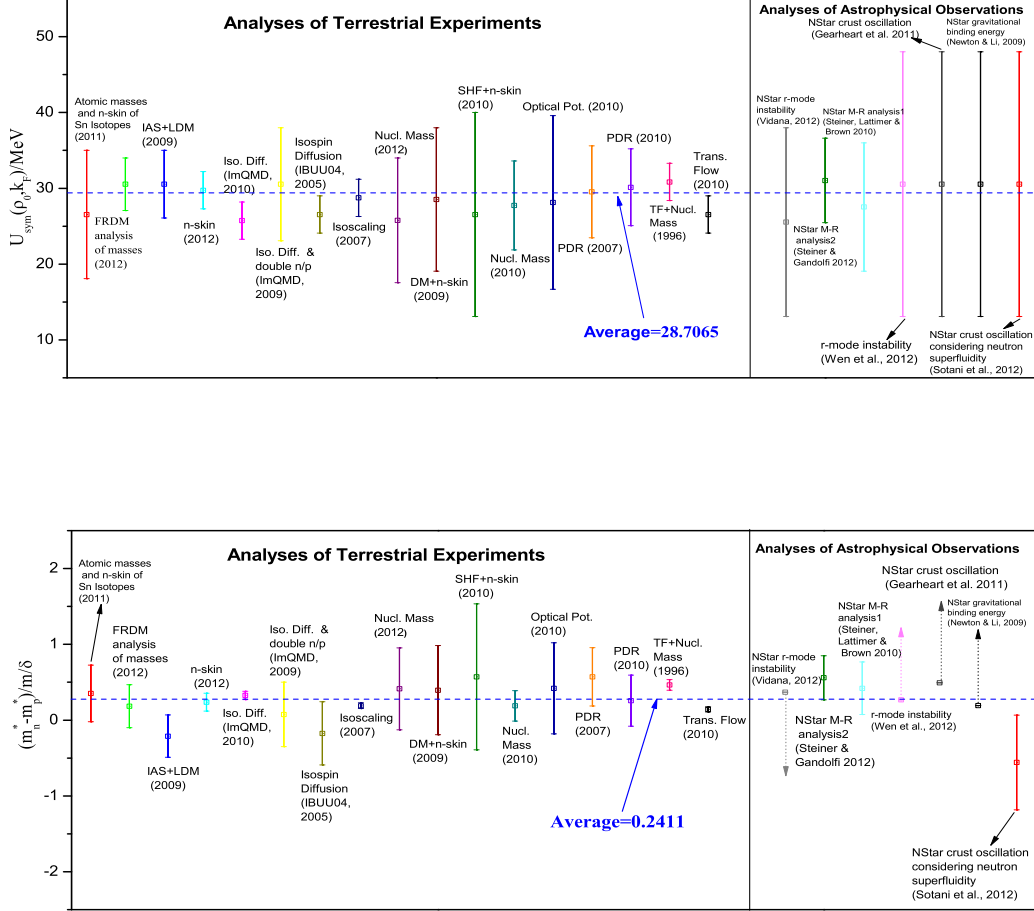 Analyses of Terrestrial Experiments
Analyses of Astrophysical Observations
50
40
30
20
10
U_sym(ρ_0,k_F)/MeV
Atomic masses
and n-skin of
Sn Isotopes
(2011)
FRDM
analysis
of masses
(2012)
IAS+LDM
(2009)
n-skin
(2012)
Iso. Diff.
(ImQMD,
2010)
Iso. Diff. &
double n/p
(ImQMD,
2009)
Isospin
Diffusion
(IBUU04,
2005)
Isoscaling
(2007)
Nucl. Mass
(2012)
DM+n-skin
(2009)
SHF+n-skin
(2010)
Nucl. Mass
(2010)
Optical Pot. (2010)
PDR (2007)
PDR (2010)
TF+Nucl.
Mass
(1996)
Trans.
Flow
(2010)
Average=28.7065
NStar r-mode
instability
(Vidana, 2012)
NStar M-R
analysis2
(Steiner &
Gandolfi 2012)
NStar M-R analysis1
(Steiner, Lattimer &
Brown 2010)
r-mode instability
(Wen et al., 2012)
NStar crust oscillation
(Gearheart et al. 2011)
NStar gravitational
binding energy
(Newton & Li, 2009)
NStar crust oscillation
considering neutron
superfluidity
(Sotani et al., 2012)
Analyses of Terrestrial Experiments
Analyses of Astrophysical Observations
2
1
0
-1
-2
(m*_n-m*_p)/m/δ
Atomic masses
and n-skin of
Sn Isotopes
(2011)
FRDM
analysis
of masses
(2012)
IAS+LDM
(2009)
n-skin
(2012)
Iso. Diff.
(ImQMD,
2010)
Iso. Diff. &
double n/p
(ImQMD,
2009)
Isospin
Diffusion
(IBUU04,
2005)
Isoscaling
(2007)
Nucl. Mass
(2012)
DM+n-skin
(2009)
SHF+n-skin
(2010)
Nucl.
Mass
(2010)
Optical Pot.
(2010)
PDR
(2007)
PDR
(2010)
TF+Nucl.
Mass
(1996)
Trans. Flow
(2010)
Average=0.2411
NStar r-mode
instability
(Vidana, 2012)
NStar M-R
analysis2
(Steiner &
Gandolfi 2012)
NStar M-R
analysis1
(Steiner,
Lattimer &
Brown 2010)
r-mode instability
(Wen et al., 2012)
NStar crust oscillation
(Gearheart et al. 2011)
NStar gravitational
binding energy
(Newton & Li, 2009)
NStar crust oscillation
considering neutron
superfluidity
(Sotani et al., 2012)